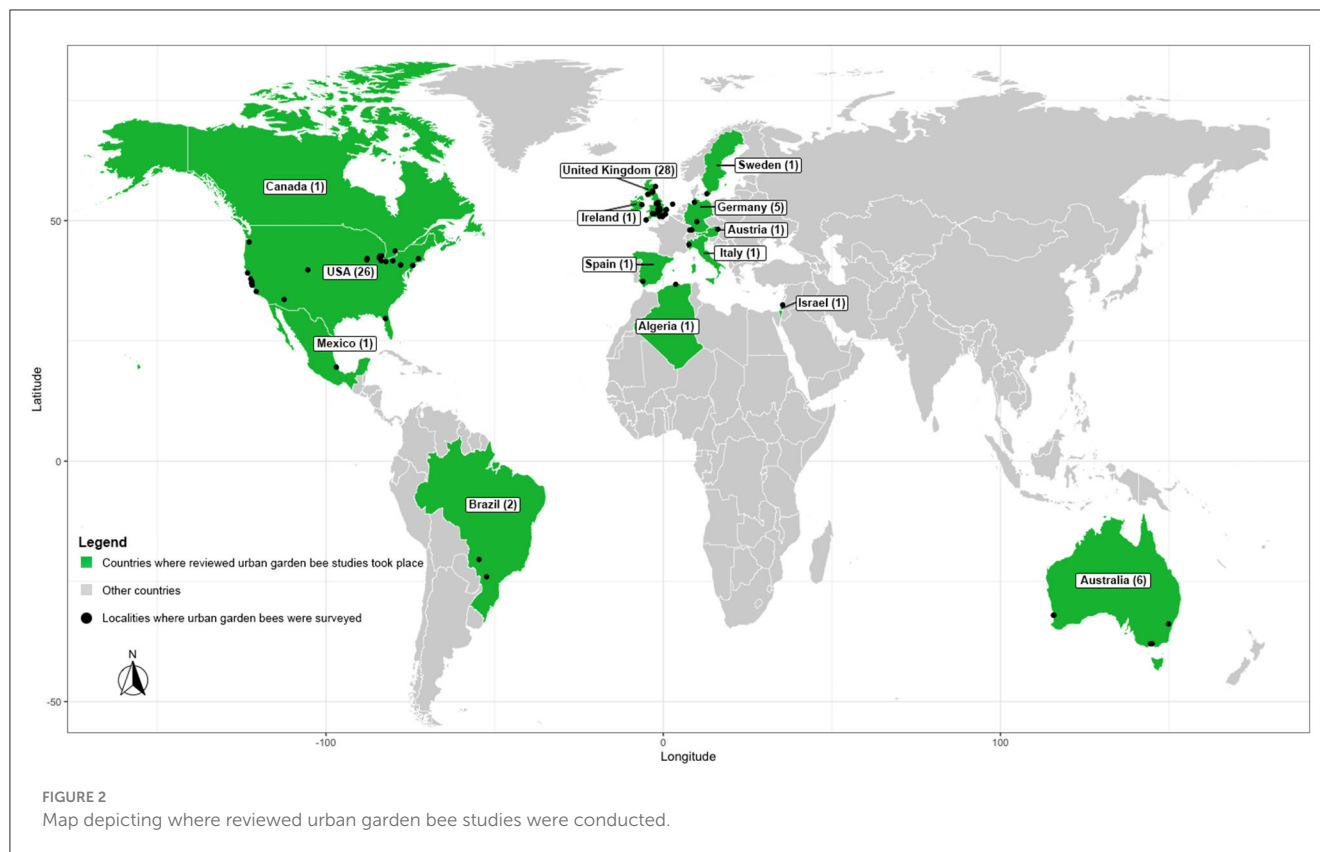 United Kingdom (28)
Sweden (1)
Canada (1)
Ireland (1)
Germany (5)
Austria (1)
Italy (1)
USA (26)
Spain (1)
Israel (1)
Algeria (1)
Mexico (1)
Brazil (2)
Australia (6)
50
0
-50
Latitude
-100
0
100
Longitude
Legend
Countries where reviewed urban garden bee studies took place
Other countries
Localities where urban garden bees were surveyed
N
FIGURE 2
Map depicting where reviewed urban garden bee studies were conducted.